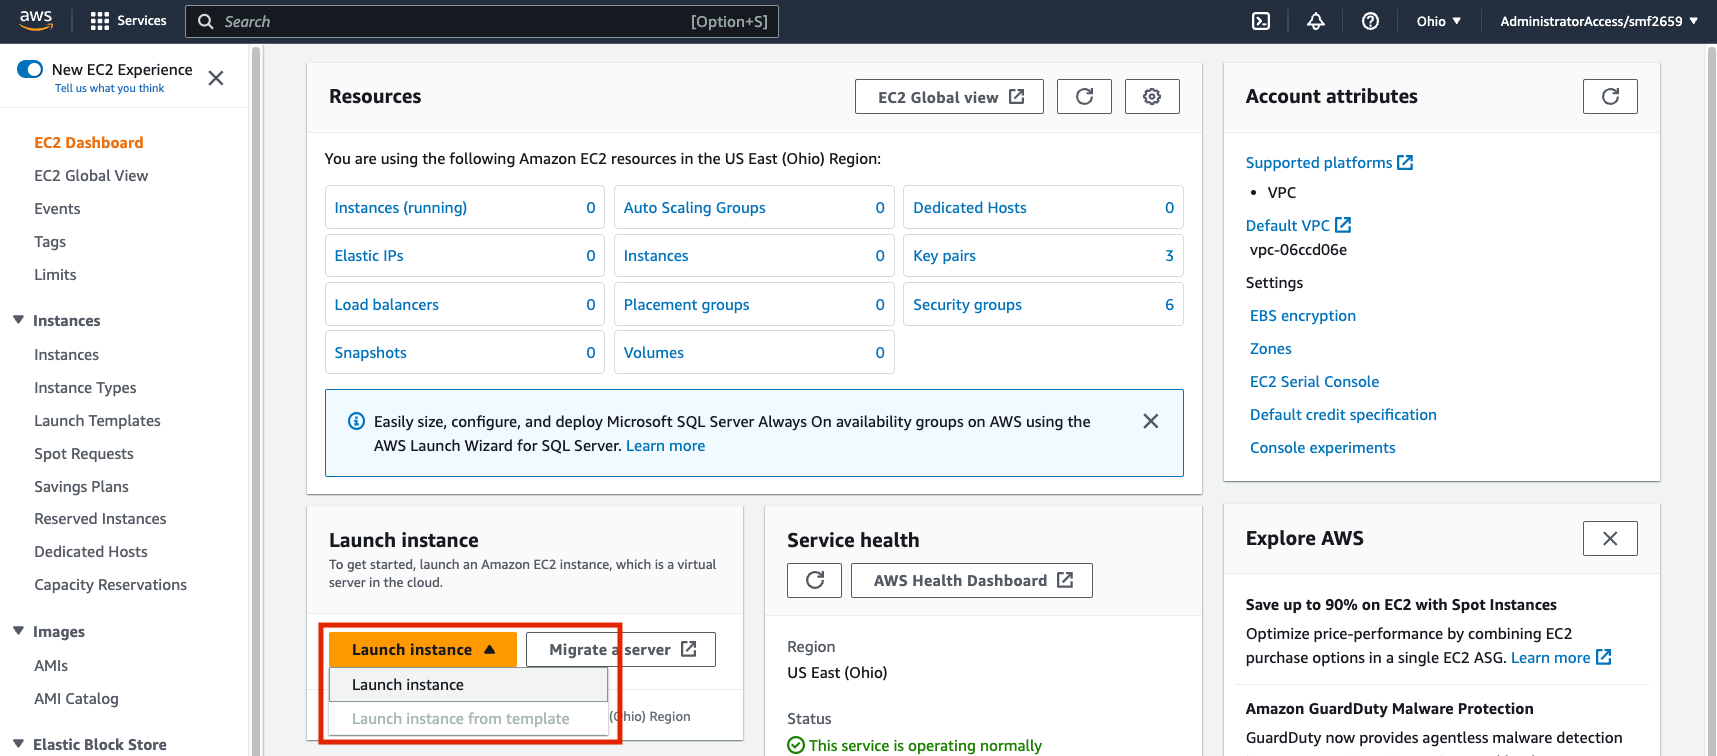 aws
Services
Search
[Option+S]
Ohio
AdministratorAccess/smf2659
New EC2 Experience
Tell us what you think
EC2 Dashboard
EC2 Global View
Events
Tags
Limits
Instances
Instances
Instance Types
Launch Templates
Spot Requests
Savings Plans
Reserved Instances
Dedicated Hosts
Capacity Reservations
Images
AMIs
AMI Catalog
Elastic Block Store
Resources
EC2 Global view
You are using the following Amazon EC2 resources in the US East (Ohio) Region:
Instances (running) 0
Auto Scaling Groups 0
Dedicated Hosts 0
Elastic IPs 0
Instances 0
Key pairs 3
Load balancers 0
Placement groups 0
Security groups 6
Snapshots 0
Volumes 0
Easily size, configure, and deploy Microsoft SQL Server Always On availability groups on AWS using the
AWS Launch Wizard for SQL Server. Learn more
Launch instance
To get started, launch an Amazon EC2 instance, which is a virtual
server in the cloud.
Launch instance
Migrate a server
Launch instance
Launch instance from template
(Ohio) Region
Service health
AWS Health Dashboard
Region
US East (Ohio)
Status
This service is operating normally
Account attributes
Supported platforms
• VPC
Default VPC
vpc-06ccd06e
Settings
EBS encryption
Zones
EC2 Serial Console
Default credit specification
Console experiments
Explore AWS
Save up to 90% on EC2 with Spot Instances
Optimize price-performance by combining EC2
purchase options in a single EC2 ASG. Learn more
Amazon GuardDuty Malware Protection
GuardDuty now provides agentless malware detection